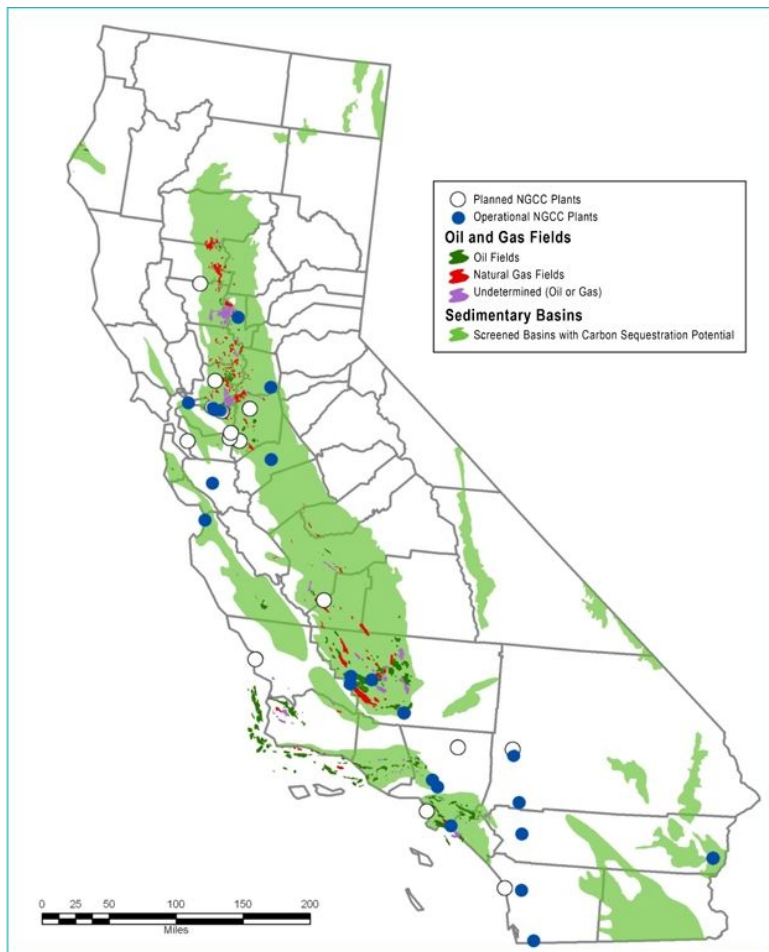 Planned NGCC Plants
Operational NGCC Plants
Oil and Gas Fields
Oil Fields
Natural Gas Fields
Undetermined (Oil or Gas)
Sedimentary Basins
Screened Basins with Carbon Sequestration Potential
0 50 100 150 200
Miles